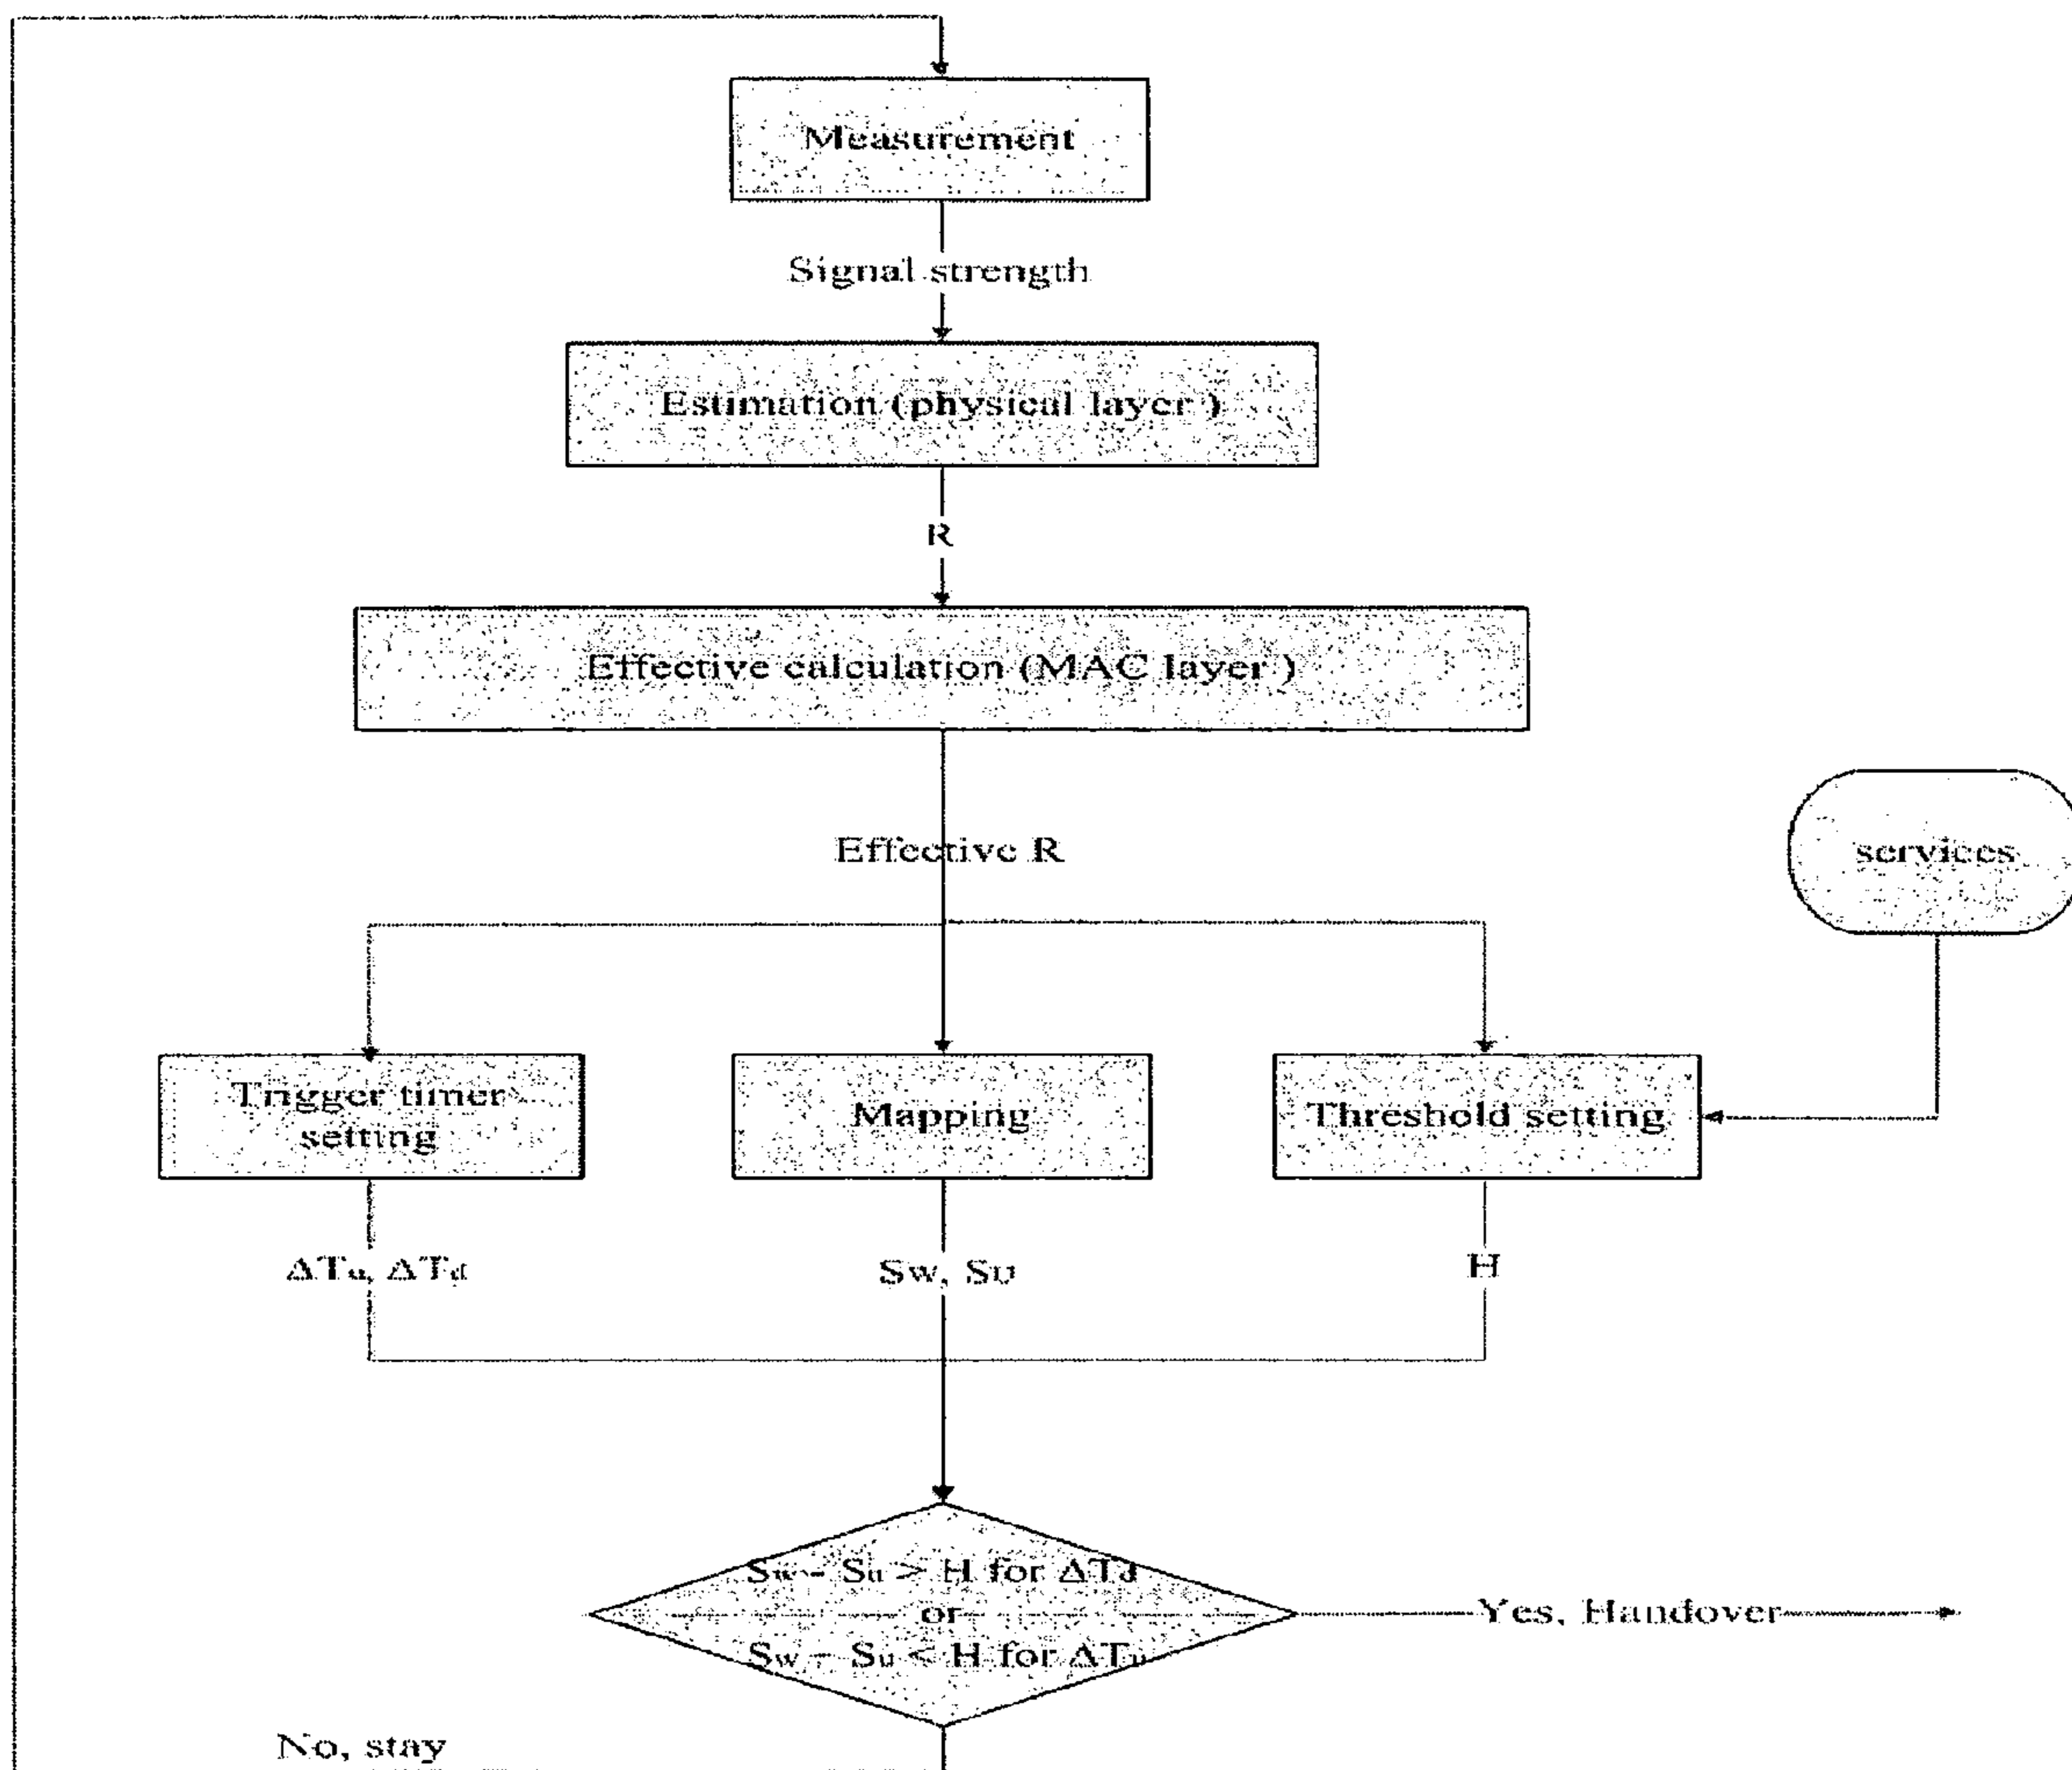 Measurement
Signal strength
Estimation (physical layer )
R
Effective calculation (MAC layer )
Effective R
services
Trigger timer
setting
Mapping
Threshold setting
ΔTu, ΔTd
Sw, SU
H
Sw - Su > H for ΔTd
or
Sw - Su < H for ΔTu
Yes, Handover
No, stay